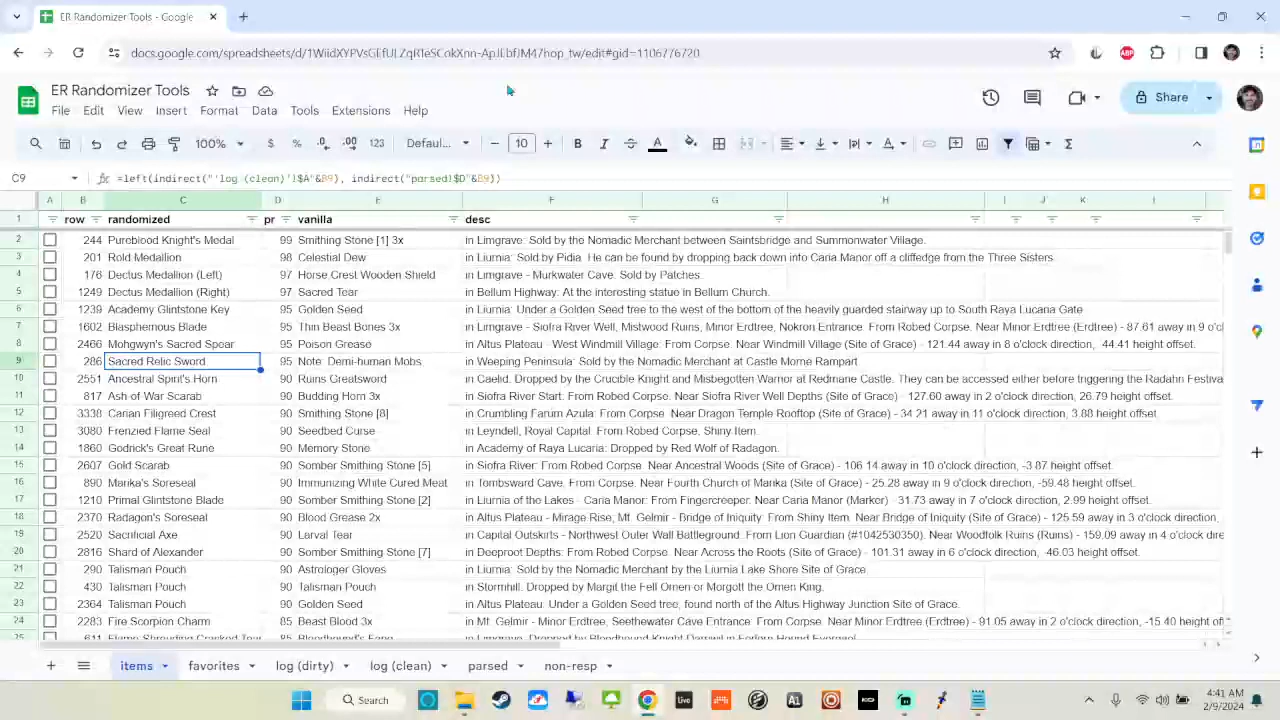 ER Randomizer Tools - Google
docs.google.com/spreadsheets/d/
edit#gid=1106776720
ABP
ER Randomizer Tools
File Edit View Insert Format Data Tools Extensions Help
Share
100% $ % .0 .00 123 Defaul... 10 B I A
C9 =left(indirect("'log (clean)'!$A"&B9), indirect("parsed!$D"&B9))
A B C D E F G H I J K
1 row randomized pr vanilla desc
2 244 Pureblood Knight's Medal 99 Smithing Stone [1] 3x in Limgrave: Sold by the Nomadic Merchant between Saintsbridge and Summonwater Village.
3 201 Rold Medallion 98 Celestial Dew in Liurnia: Sold by Pidia. He can be found by dropping back down into Caria Manor off a cliffedge from the Three Sisters
4 176 Dectus Medallion (Left) 97 Horse Crest Wooden Shield in Limgrave - Murkwater Cave. Sold by Patches.
5 1249 Dectus Medallion (Right) 97 Sacred Tear in Bellum Highway: At the interesting statue in Bellum Church.
6 1239 Academy Glintstone Key 95 Golden Seed in Liurnia: Under a Golden Seed tree to the west of the bottom of the heavily guarded stairway up to South Raya Lucaria Gate
7 1602 Blasphemous Blade 95 Thin Beast Bones 3x in Limgrave - Siofra River Well, Mistwood Ruins, Minor Erdtree, Nokron Entrance: From Robed Corpse. Near Minor Erdtree (Erdtree) - 87.61 away in 9 o'c
8 2466 Mohgwyn's Sacred Spear 95 Poison Grease in Altus Plateau - West Windmill Village: From Corpse. Near Windmill Village (Site of Grace) - 121.44 away in 8 o'clock direction, -44.41 height offset.
9 286 Sacred Relic Sword 95 Note: Demi-human Mobs in Weeping Peninsula: Sold by the Nomadic Merchant at Castle Morne Rampart
10 2551 Ancestral Spirit's Horn 90 Ruins Greatsword in Caelid. Dropped by the Crucible Knight and Misbegotten Warrior at Redmane Castle. They can be accessed either before triggering the Radahn Festiva
11 817 Ash-of-War Scarab 90 Budding Horn 3x in Siofra River Start: From Robed Corpse. Near Siofra River Well Depths (Site of Grace) - 127.60 away in 2 o'clock direction, 26.79 height offset.
12 3338 Carian Filigreed Crest 90 Smithing Stone [8] in Crumbling Farum Azula: From Corpse. Near Dragon Temple Rooftop (Site of Grace) - 34.21 away in 11 o'clock direction, 3.88 height offset.
13 3080 Frenzied Flame Seal 90 Seedbed Curse in Leyndell, Royal Capital: From Robed Corpse, Shiny Item.
14 1860 Godrick's Great Rune 90 Memory Stone in Academy of Raya Lucaria: Dropped by Red Wolf of Radagon.
15 2607 Gold Scarab 90 Somber Smithing Stone [5] in Siofra River: From Robed Corpse. Near Ancestral Woods (Site of Grace) - 106.14 away in 10 o'clock direction, -3.87 height offset.
16 890 Marika's Soreseal 90 Immunizing White Cured Meat in Tombsward Cave: From Corpse. Near Fourth Church of Marika (Site of Grace) - 25.28 away in 9 o'clock direction, -59.48 height offset.
17 1210 Primal Glintstone Blade 90 Somber Smithing Stone [2] in Liurnia of the Lakes - Caria Manor: From Fingercreeper. Near Caria Manor (Marker) - 31.73 away in 7 o'clock direction, 2.99 height offset.
18 2370 Radagon's Soreseal 90 Blood Grease 2x in Altus Plateau - Mirage Rise; Mt. Gelmir - Bridge of Iniquity: From Shiny Item. Near Bridge of Iniquity (Site of Grace) - 125.59 away in 3 o'clock direction,
19 2520 Sacrificial Axe 90 Larval Tear in Capital Outskirts - Northwest Outer Wall Battleground. From Lion Guardian (#1042530350). Near Woodfolk Ruins (Ruins) - 159.09 away in 4 o'clock dire
20 2816 Shard of Alexander 90 Somber Smithing Stone [7] in Deeproot Depths: From Robed Corpse. Near Across the Roots (Site of Grace) - 101.31 away in 6 o'clock direction, -46.03 height offset.
21 290 Talisman Pouch 90 Astrologer Gloves in Liurnia: Sold by the Nomadic Merchant by the Liurnia Lake Shore Site of Grace.
22 430 Talisman Pouch 90 Talisman Pouch in Stormhill. Dropped by Margit the Fell Omen or Morgott the Omen King.
23 2364 Talisman Pouch 90 Golden Seed in Altus Plateau: Under a Golden Seed tree, found north of the Altus Highway Junction Site of Grace.
24 2283 Fire Scorpion Charm 85 Beast Blood 3x in Mt. Gelmir - Minor Erdtree, Seethewater Cave Entrance: From Corpse. Near Minor Erdtree (Erdtree) - 91.05 away in 2 o'clock direction, -15.40 height of
25 611 Flame Shrouding Cracked Tear 85 Bloodhound's Fang in Limgrave: Dropped by Bloodhound Knight Darriwil in Forlorn Hound Evergaol
items favorites log (dirty) log (clean) parsed non-resp
Search
Live
4:41 AM
2/9/2024